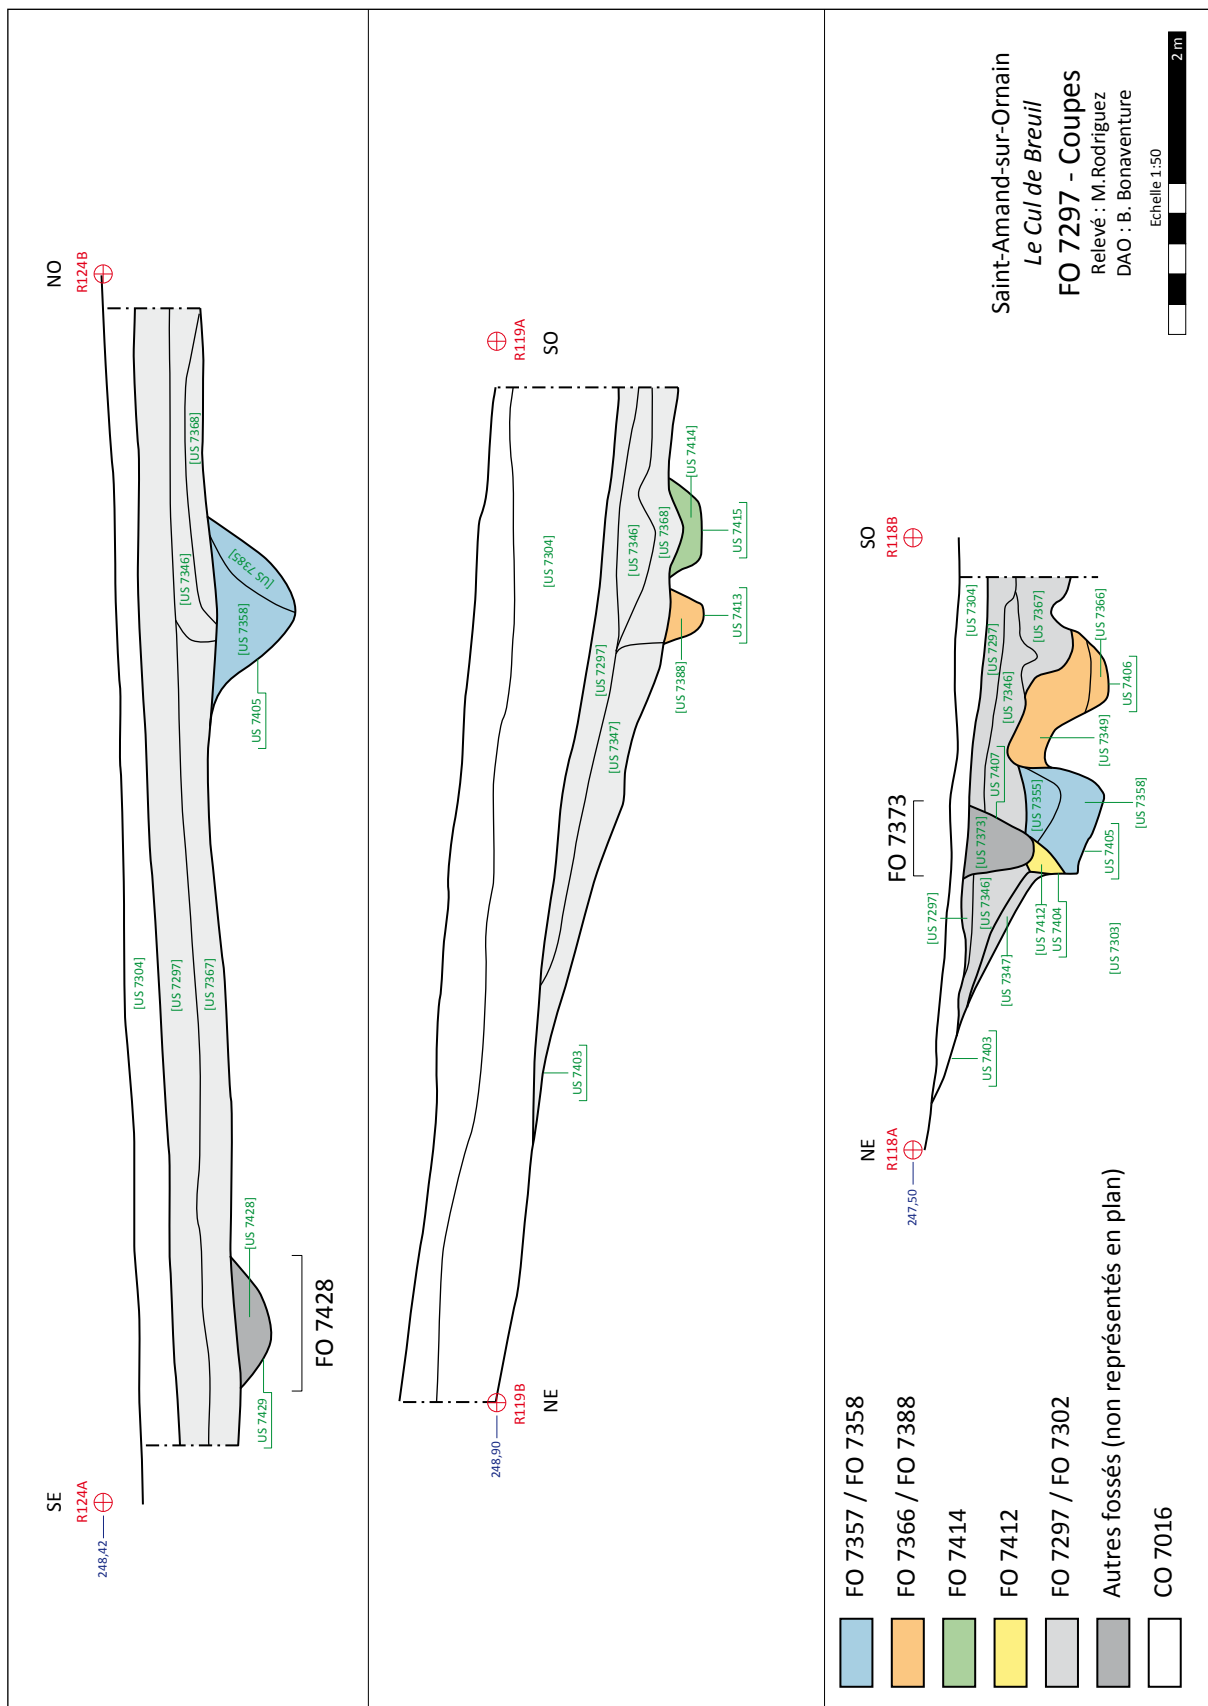 SE
NO
R124A
R124B
248,42
[US 7304]
[US 7297]
[US 7367]
[US 7346]
[US 7368]
[US 7358]
[US 7385]
US 7405
[US 7428]
US 7429
FO 7428
248,90
R119B
NE
R119A
SO
[US 7304]
[US 7297]
[US 7347]
[US 7346]
[US 7368]
[US 7414]
US 7415
US 7413
[US 7388]
US 7403
NE
R118A
247,50
SO
R118B
FO 7373
[US 7304]
[US 7297]
[US 7297]
[US 7367]
[US 7346]
US 7407
[US 7373]
[US 7346]
[US 7355]
[US 7349]
[US 7366]
US 7406
[US 7358]
US 7405
[US 7412]
US 7404
[US 7347]
[US 7303]
US 7403
Saint-Amand-sur-Ornain
Le Cul de Breuil
FO 7297 - Coupes
Relevé : M.Rodriguez
DAO : B. Bonaventure
Echelle 1:50
2 m
FO 7357 / FO 7358
FO 7366 / FO 7388
FO 7414
FO 7412
FO 7297 / FO 7302
Autres fossés (non représentés en plan)
CO 7016